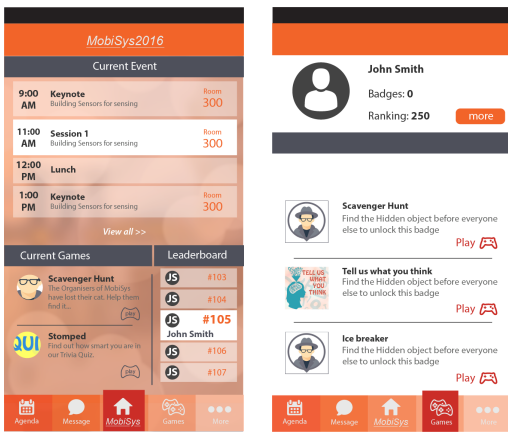 MobiSys2016
Current Event
9:00
AM
Keynote
Building Sensors for sensing
Room
300
11:00
AM
Session 1
Building Sensors for sensing
Room
300
12:00
PM
Lunch
1:00
PM
Keynote
Building Sensors for sensing
Room
300
View all >>
Current Games
Scavenger Hunt
The Organisers of MobiSys
have lost their cat. Help them
find it...
Stomped
Find out how smart you are in
our Trivia Quiz.
QUI
Leaderboard
JS #103
JS #104
JS #105
John Smith
JS #106
JS #107
Agenda
Message
MobiSys
Games
More
John Smith
Badges: 0
Ranking: 250
more
Scavenger Hunt
Find the Hidden object before everyone
else to unlock this badge
Play
TELL US
WHAT
YOU
THINK
Tell us what you think
Find the Hidden object before everyone
else to unlock this badge
Play
Ice breaker
Find the Hidden object before everyone
else to unlock this badge
Play
Agenda
Message
MobiSys
Games
More